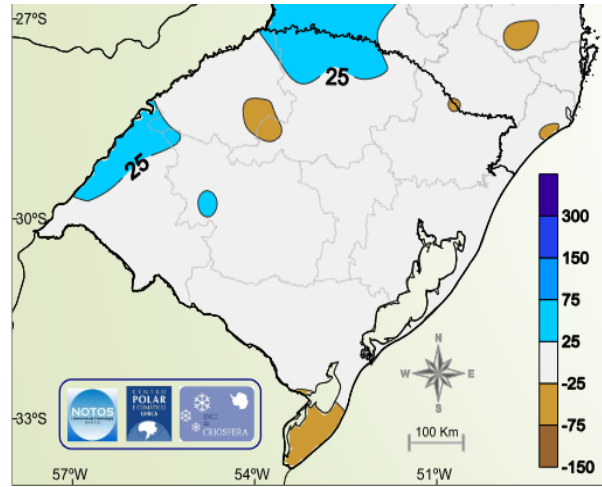 27°S
25
25
30°S
33°S
57°W
54°W
51°W
300
150
75
25
-25
-75
-150
N
W E
S
100 Km
NOTOS
CENTRO
POLAR
E CLIMÁTICO
UFRGS
CRIOSFERA